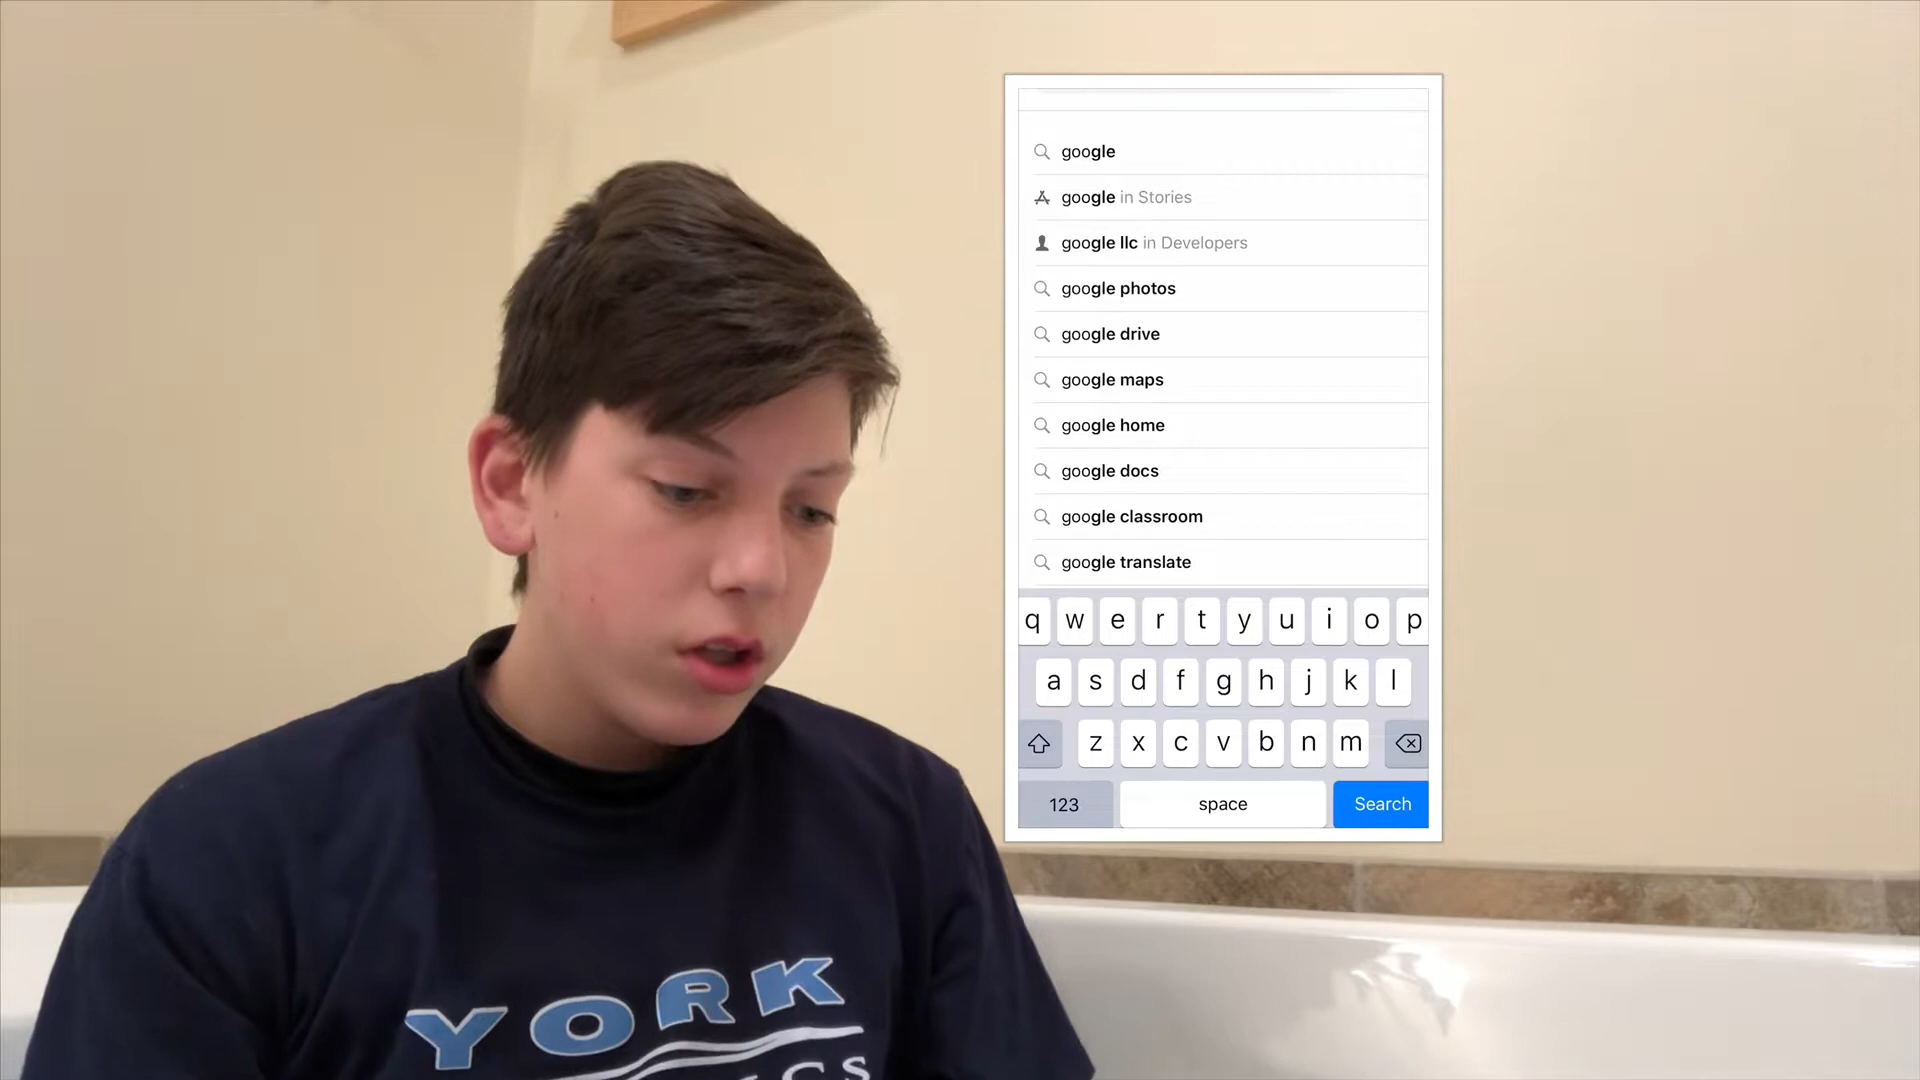 google
google in Stories
google llc in Developers
google photos
google drive
google maps
google home
google docs
google classroom
google translate
q w e r t y u i o p
a s d f g h j k l
z x c v b n m
123 space Search
YORK